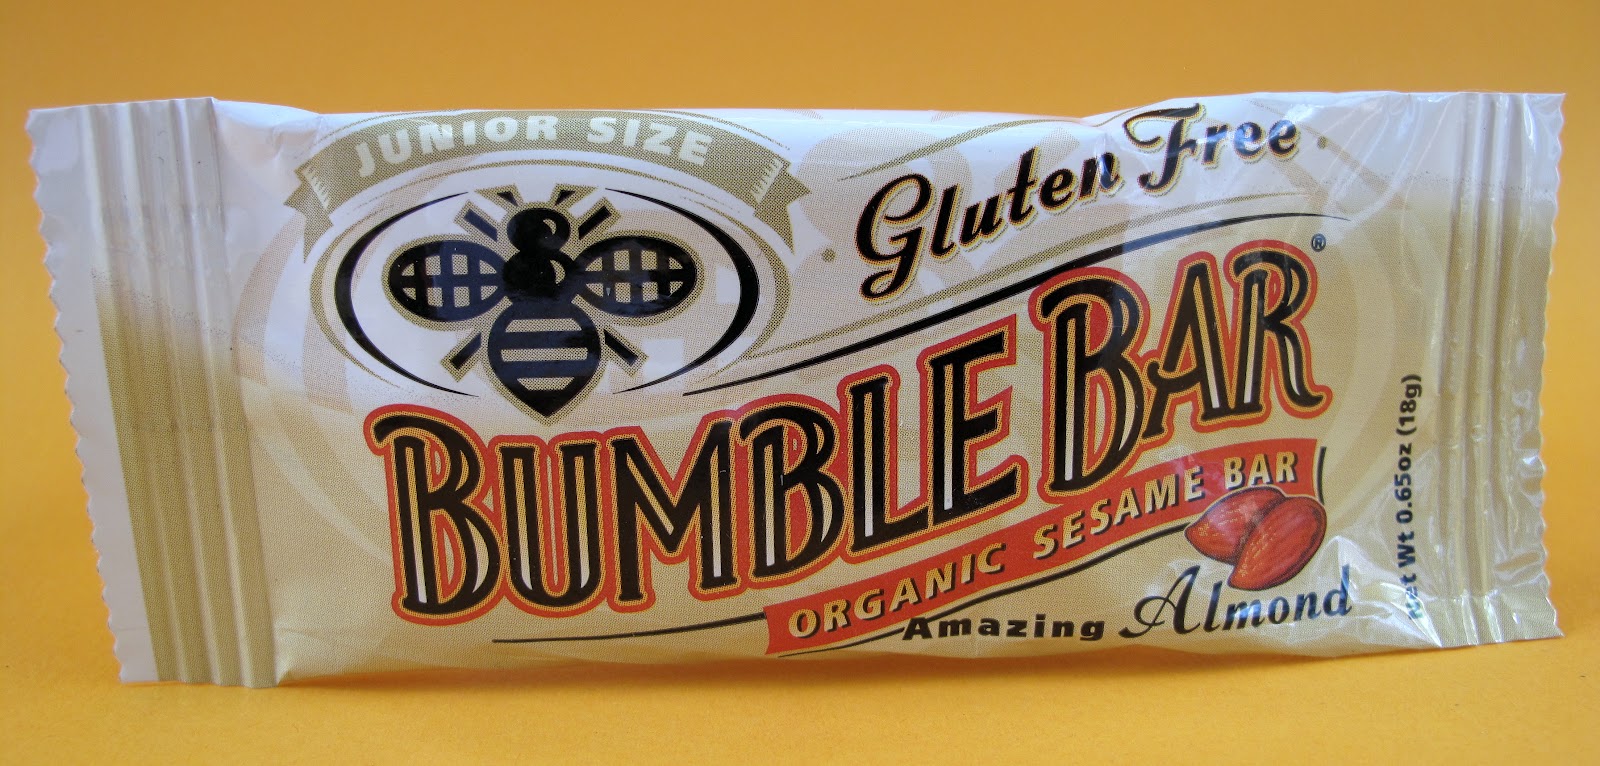 JUNIOR SIZE
Gluten Free
BUMBLE BAR®
ORGANIC SESAME BAR
Amazing Almond
Net Wt 0.65oz (18g)